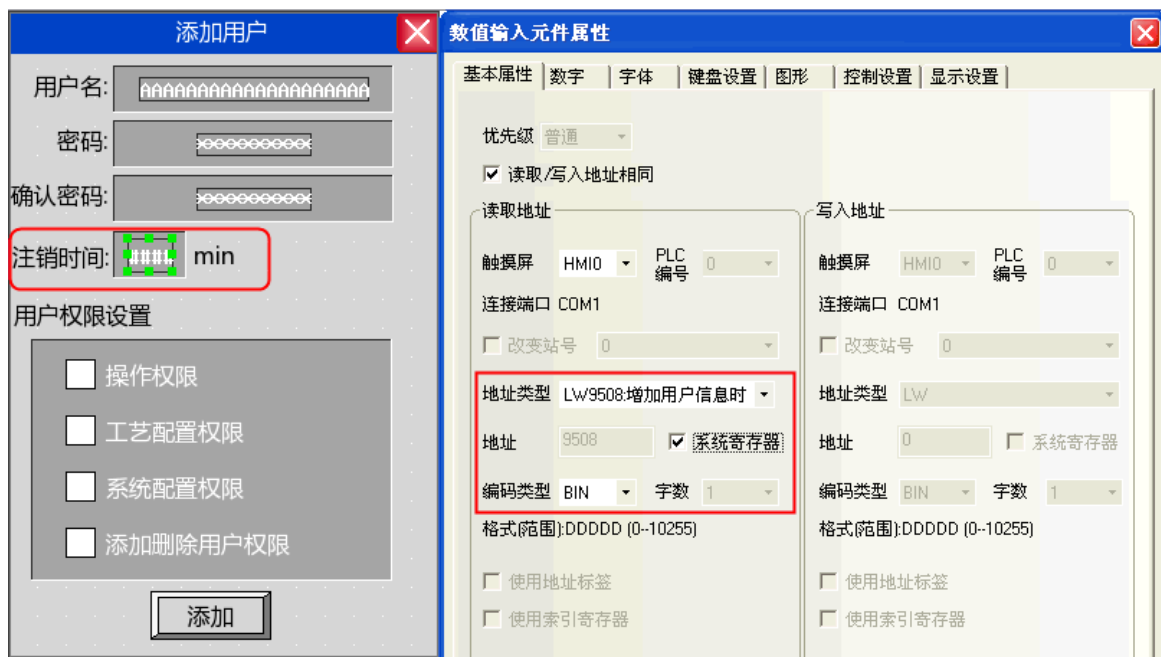 添加用户
用户名: AAAAAAAAAAAAAAAAAAAA
密码: **********
确认密码: **********
注销时间: #### min
用户权限设置
操作权限
工艺配置权限
系统配置权限
添加删除用户权限
添加
数值输入元件属性
基本属性 数字 字体 键盘设置 图形 控制设置 显示设置
优先级 普通
读取/写入地址相同
读取地址
触摸屏 HMI0 PLC编号 0
连接端口 COM1
改变站号 0
地址类型 LW9508:增加用户信息时
地址 9508 系统寄存器
编码类型 BIN 字数 1
格式(范围):DDDDD (0--10255)
使用地址标签
使用索引寄存器
写入地址
触摸屏 HMI0 PLC编号 0
连接端口 COM1
改变站号 0
地址类型 LW
地址 0 系统寄存器
编码类型 BIN 字数 1
格式(范围):DDDDD (0--10255)
使用地址标签
使用索引寄存器